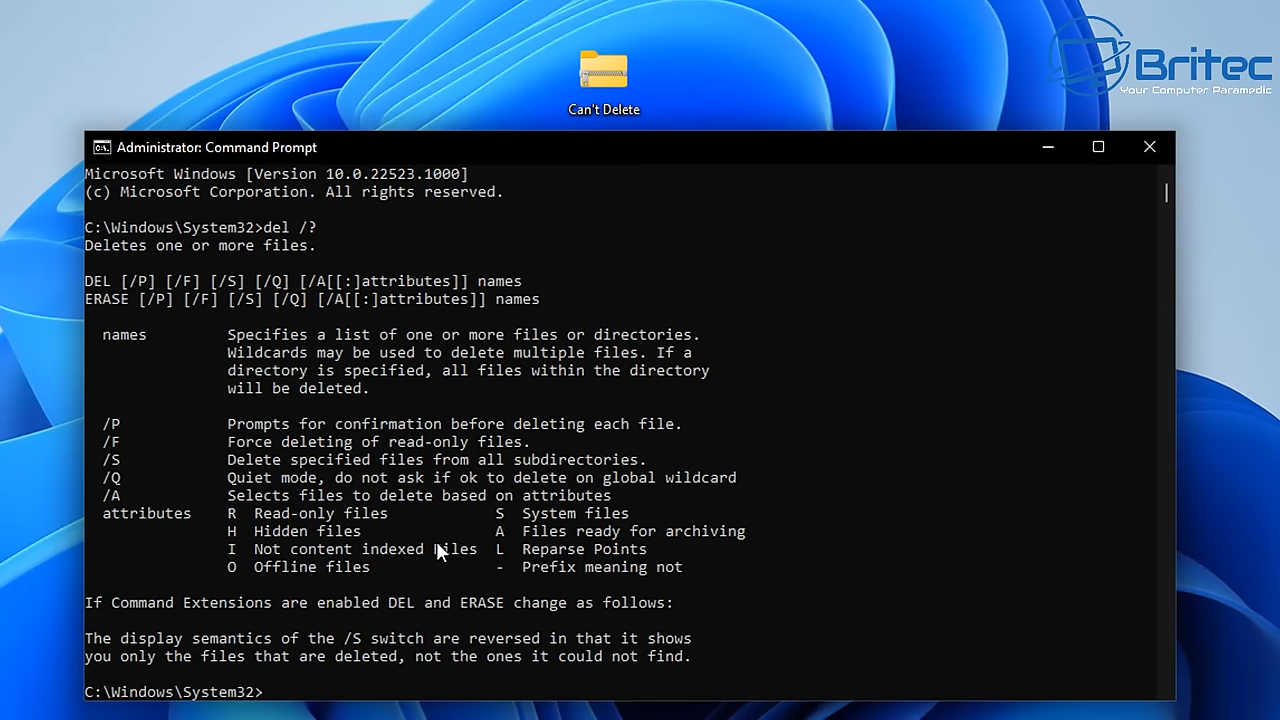 Britec
Your Computer Paramedic
Can't Delete
Administrator: Command Prompt
Microsoft Windows [Version 10.0.22523.1000]
(c) Microsoft Corporation. All rights reserved.
C:\Windows\System32>del /?
Deletes one or more files.
DEL [/P] [/F] [/S] [/Q] [/A[[:]attributes]] names
ERASE [/P] [/F] [/S] [/Q] [/A[[:]attributes]] names
names Specifies a list of one or more files or directories.
Wildcards may be used to delete multiple files. If a
directory is specified, all files within the directory
will be deleted.
/P Prompts for confirmation before deleting each file.
/F Force deleting of read-only files.
/S Delete specified files from all subdirectories.
/Q Quiet mode, do not ask if ok to delete on global wildcard
/A Selects files to delete based on attributes
attributes R Read-only files S System files
H Hidden files A Files ready for archiving
I Not content indexed Files L Reparse Points
O Offline files - Prefix meaning not
If Command Extensions are enabled DEL and ERASE change as follows:
The display semantics of the /S switch are reversed in that it shows
you only the files that are deleted, not the ones it could not find.
C:\Windows\System32>